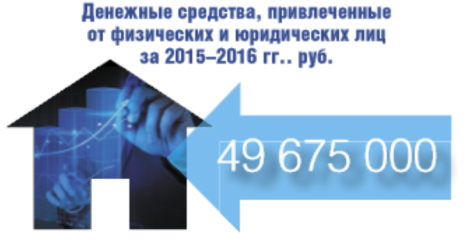 Денежные средства, привлеченные
от физических и юридических лиц
за 2015–2016 гг.. руб.
49 675 000